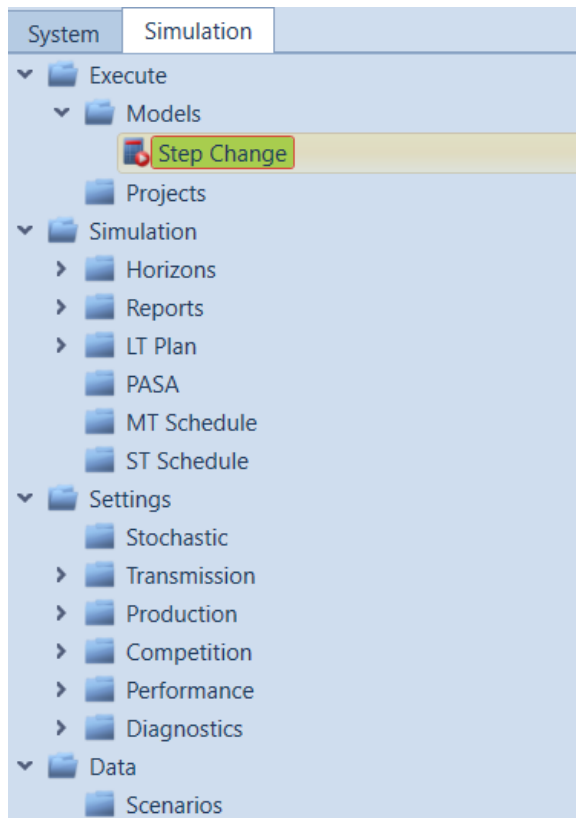 System Simulation
Execute
Models
Step Change
Projects
Simulation
Horizons
Reports
LT Plan
PASA
MT Schedule
ST Schedule
Settings
Stochastic
Transmission
Production
Competition
Performance
Diagnostics
Data
Scenarios